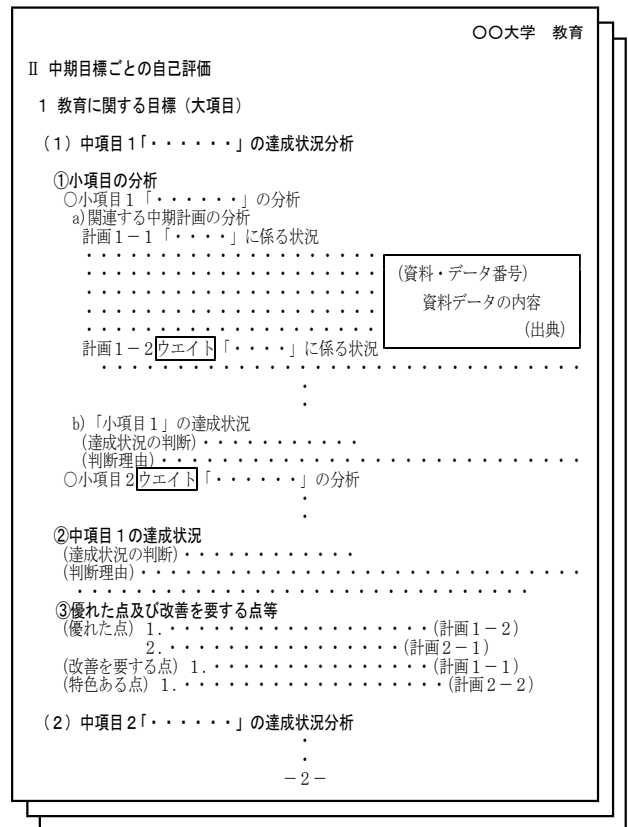 〇〇大学　教育
Ⅱ 中期目標ごとの自己評価
1 教育に関する目標（大項目）
（1）中項目1「・・・・・・」の達成状況分析
①小項目の分析
〇小項目1「・・・・・・」の分析
a)関連する中期計画の分析
計画1－1「・・・・」に係る状況
・・・・・・・・・・・・・・・・・・・・
・・・・・・・・・・・・・・・・・・・・
・・・・・・・・・・・・・・・・・・・・
・・・・・・・・・・・・・・・・・・・・
・・・・・・・・・・・・・・・・・・・・
(資料・データ番号)
資料データの内容
(出典)
計画1－2ウエイト「・・・・」に係る状況
・・・・・・・・・・・・・・・・・・・・・・・・・・・・・・・・・
・
・
b)「小項目1」の達成状況
(達成状況の判断)・・・・・・・・・・・
(判断理由)・・・・・・・・・・・・・・・・・・・・・・・・・・・・・
〇小項目2ウエイト「・・・・・・」の分析
・
・
②中項目1の達成状況
(達成状況の判断)・・・・・・・・・・・・
(判断理由)・・・・・・・・・・・・・・・・・・・・・・・・・・・・・・
・・・・・・・・・・・・・・・・・・・・・・・・・・・・・・・
③優れた点及び改善を要する点等
(優れた点) 1.・・・・・・・・・・・・・・・・・・(計画1－2)
2.・・・・・・・・・・・・・・・・(計画2－1)
(改善を要する点) 1.・・・・・・・・・・・・・・・(計画1－1)
(特色ある点) 1.・・・・・・・・・・・・・・・・・・(計画2－2)
（2）中項目2「・・・・・・」の達成状況分析
・
・
－2－